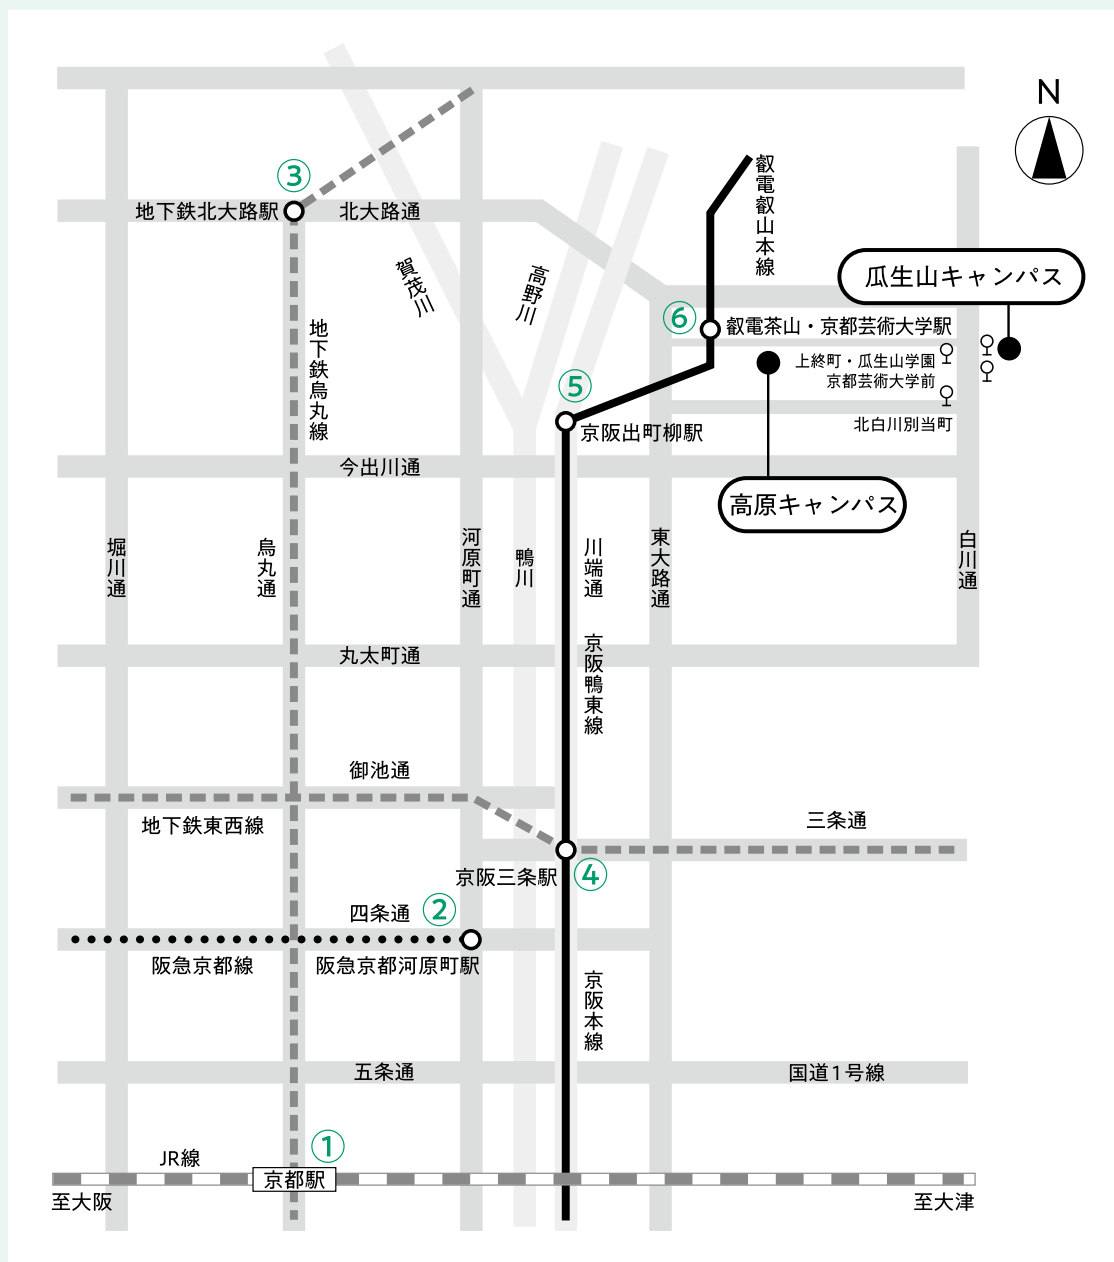 N
③
地下鉄北大路駅
北大路通
叡電叡山本線
瓜生山キャンパス
賀茂川
高野川
⑥
叡電茶山・京都芸術大学駅
地下鉄烏丸線
上終町・瓜生山学園
京都芸術大学前
⑤
京阪出町柳駅
北白川別当町
今出川通
高原キャンパス
堀川通
烏丸通
河原町通
鴨川
川端通
東大路通
白川通
丸太町通
京阪鴨東線
御池通
地下鉄東西線
三条通
京阪三条駅
④
四条通
②
阪急京都線
阪急京都河原町駅
京阪本線
五条通
国道1号線
①
JR線
京都駅
至大阪
至大津